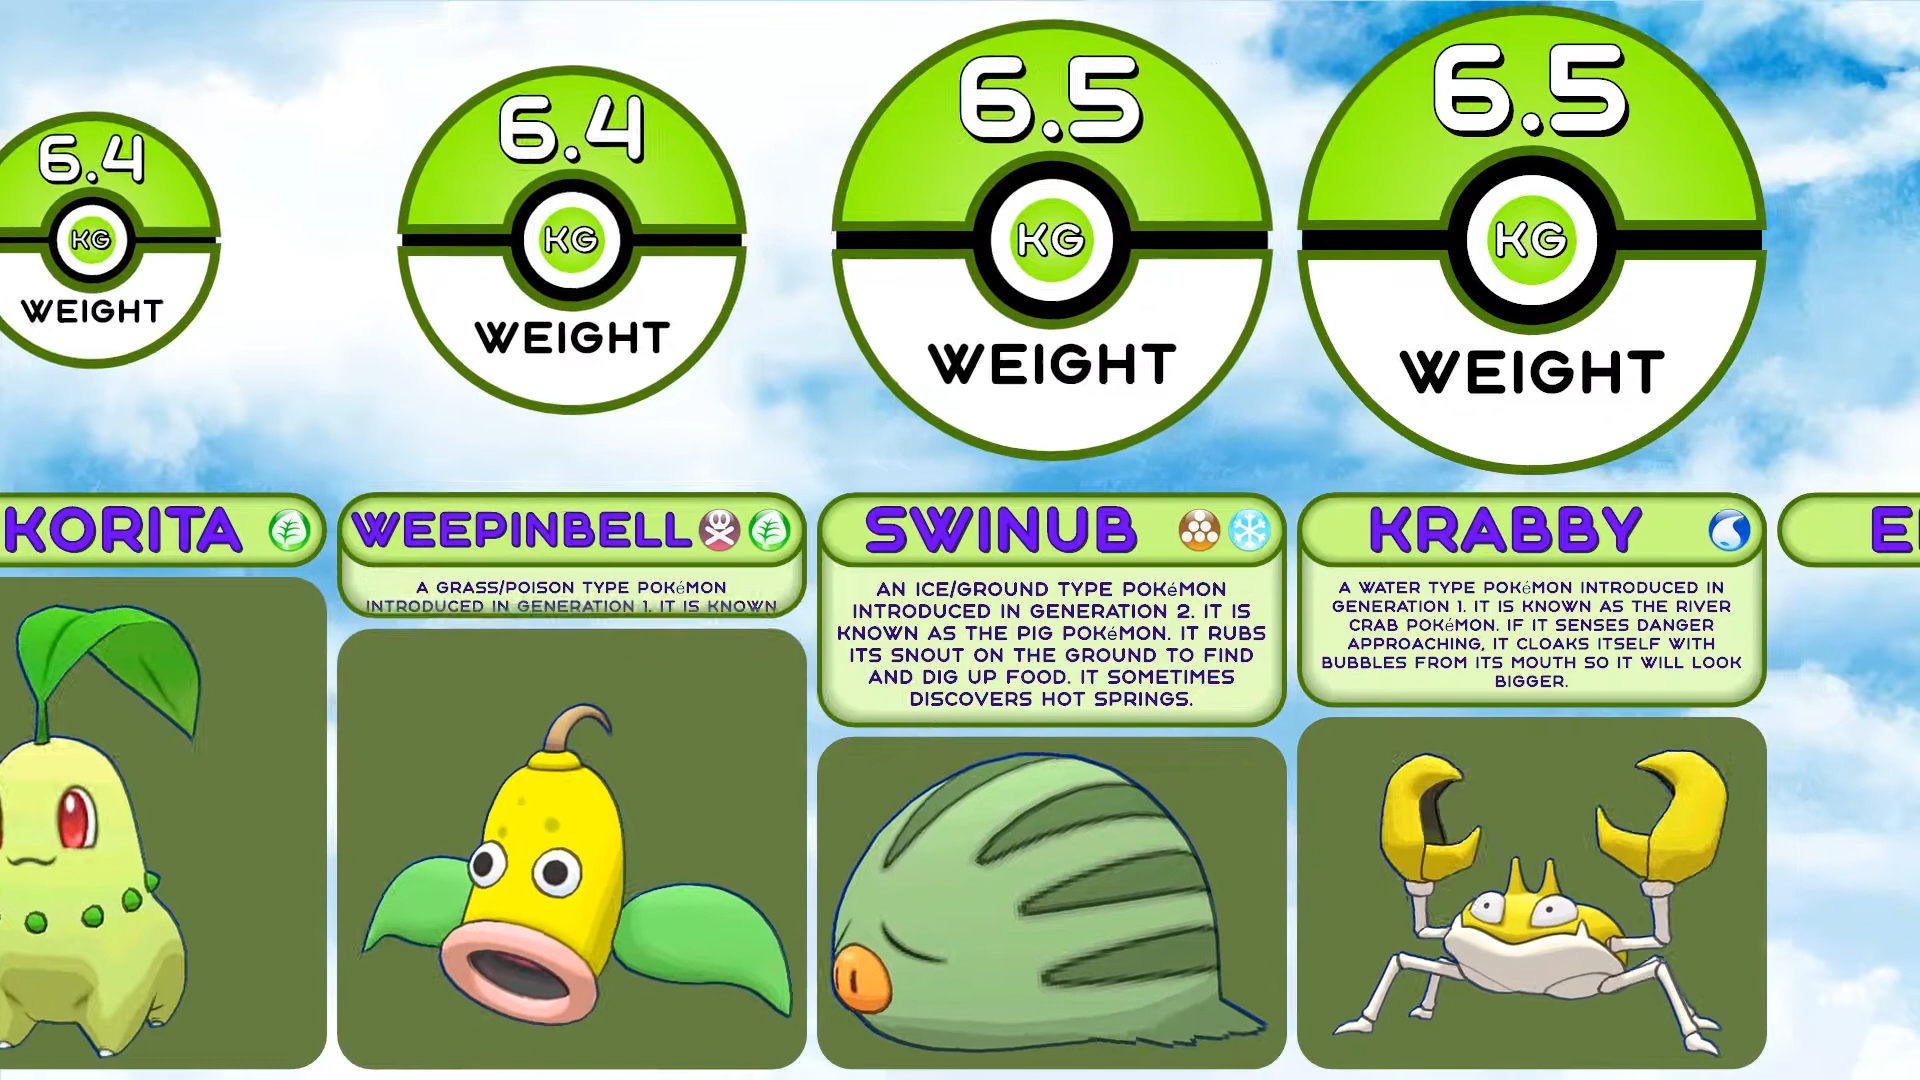 6.4
KG
WEIGHT
6.4
KG
WEIGHT
6.5
KG
WEIGHT
6.5
KG
WEIGHT
KORITA
WEEPINBELL
A GRASS/POISON TYPE POKéMON
INTRODUCED IN GENERATION 1. IT IS KNOWN
SWINUB
AN ICE/GROUND TYPE POKéMON
INTRODUCED IN GENERATION 2. IT IS
KNOWN AS THE PIG POKéMON. IT RUBS
ITS SNOUT ON THE GROUND TO FIND
AND DIG UP FOOD. IT SOMETIMES
DISCOVERS HOT SPRINGS.
KRABBY
A WATER TYPE POKéMON INTRODUCED IN
GENERATION 1. IT IS KNOWN AS THE RIVER
CRAB POKéMON. IF IT SENSES DANGER
APPROACHING, IT CLOAKS ITSELF WITH
BUBBLES FROM ITS MOUTH SO IT WILL LOOK
BIGGER.